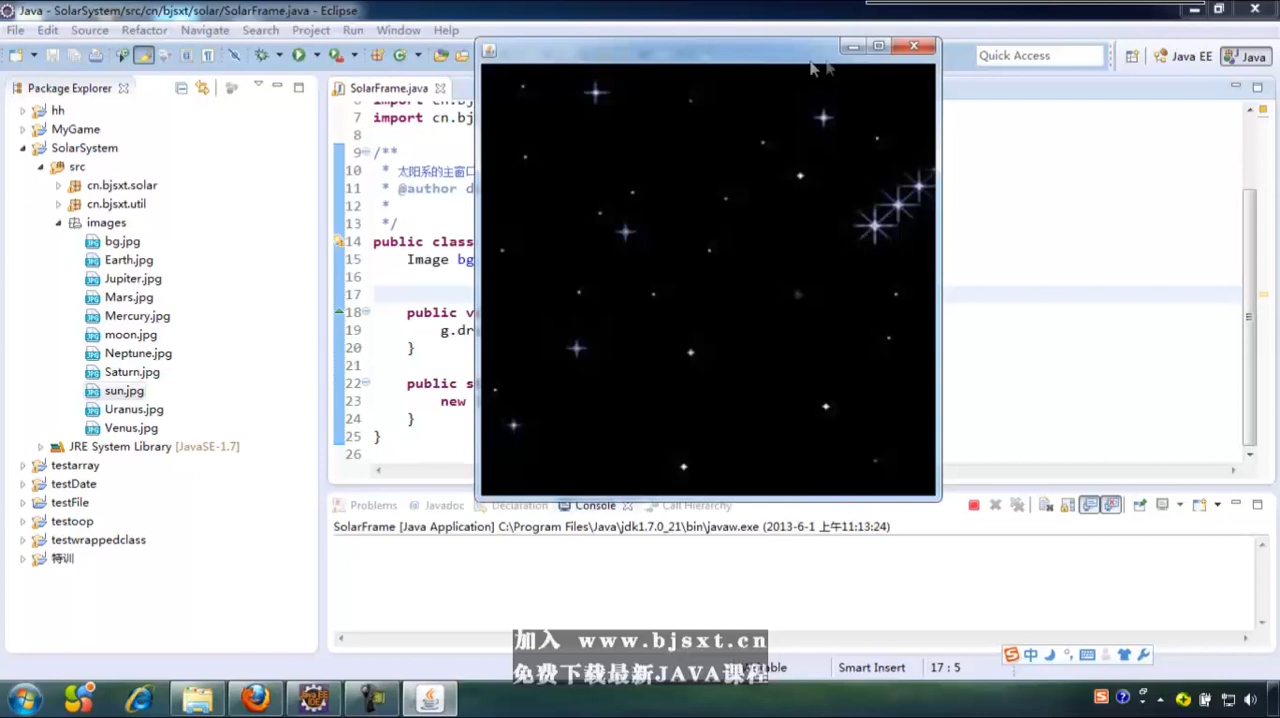 Java - SolarSystem/src/cn/bjsxt/solar/SolarFrame.java - Eclipse
File Edit Source Refactor Navigate Search Project Run Window Help
Quick Access
Java EE
Java
Package Explorer
SolarFrame.java
hh
MyGame
SolarSystem
src
cn.bjsxt.solar
cn.bjsxt.util
images
bg.jpg
Earth.jpg
Jupiter.jpg
Mars.jpg
Mercury.jpg
moon.jpg
Neptune.jpg
Saturn.jpg
sun.jpg
Uranus.jpg
Venus.jpg
JRE System Library [JavaSE-1.7]
testarray
testDate
testFile
testoop
testwrappedclass
特训
6 import cn.b
7 import cn.bj
8
9 /**
10 * 太阳系的主窗口
11 * @author d
12 *
13 */
14 public class
15 Image bg
16
17
18 public v
19 g.dr
20 }
21
22 public s
23 new
24 }
25 }
26
Problems Javadoc Declaration Console Call Hierarchy
SolarFrame [Java Application] C:\Program Files\Java\jdk1.7.0_21\bin\javaw.exe (2013-6-1 上午11:13:24)
加入 www.bjsxt.cn
免费下载最新JAVA课程
Smart Insert
17 : 5
中